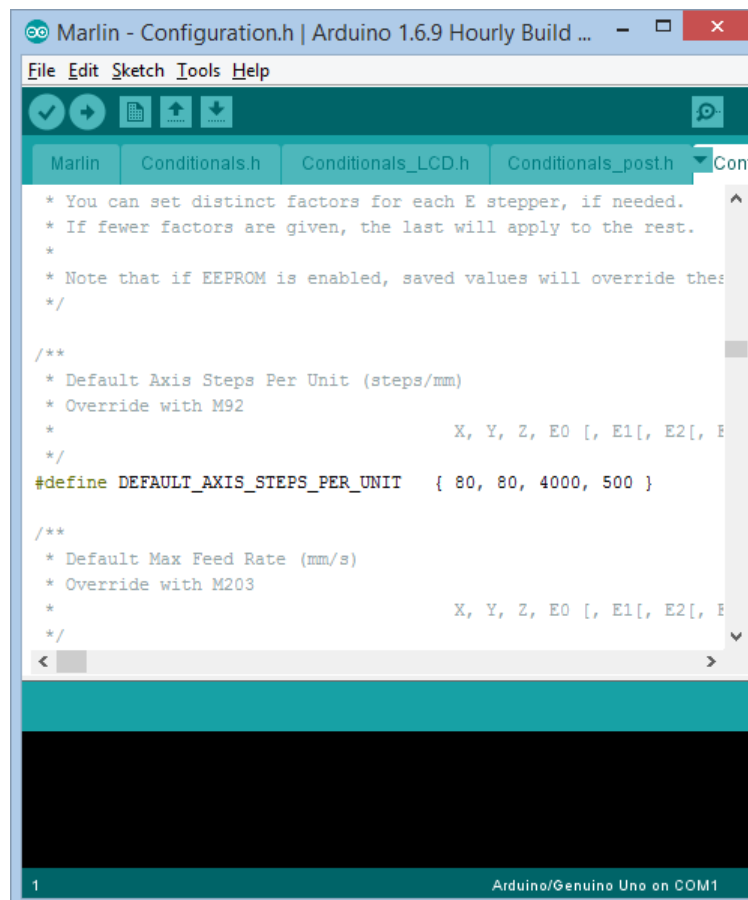 Marlin - Configuration.h | Arduino 1.6.9 Hourly Build ...
File Edit Sketch Tools Help
Marlin Conditionals.h Conditionals_LCD.h Conditionals_post.h Con
* You can set distinct factors for each E stepper, if needed.
* If fewer factors are given, the last will apply to the rest.
*
* Note that if EEPROM is enabled, saved values will override thes
*/
/**
* Default Axis Steps Per Unit (steps/mm)
* Override with M92
* X, Y, Z, E0 [, E1[, E2[, E
*/
#define DEFAULT_AXIS_STEPS_PER_UNIT { 80, 80, 4000, 500 }
/**
* Default Max Feed Rate (mm/s)
* Override with M203
* X, Y, Z, E0 [, E1[, E2[, E
*/
1 Arduino/Genuino Uno on COM1